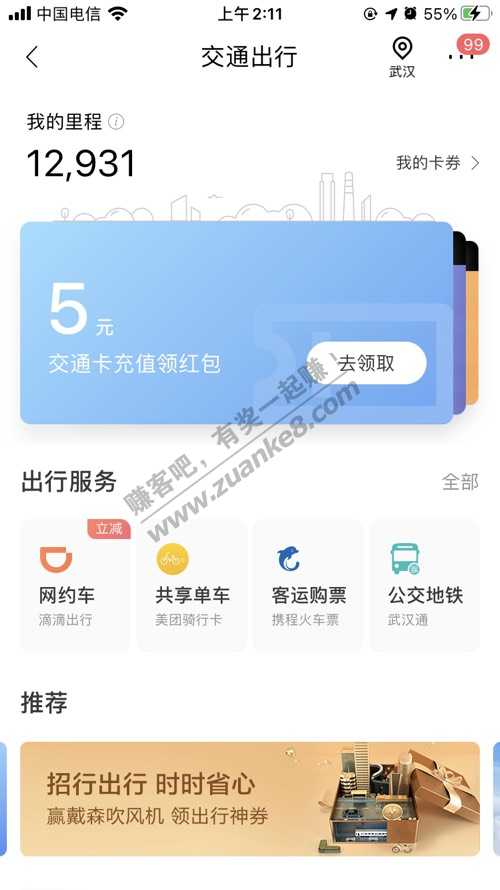 中国电信 上午2:11 55%
交通出行
武汉
99
我的里程
12,931
我的卡券
5元
交通卡充值领红包
去领取
赚客吧，有奖一起赚！
www.zuanke8.com
出行服务 全部
立减
网约车 共享单车 客运购票 公交地铁
滴滴出行 美团骑行卡 携程火车票 武汉通
推荐
招行出行 时时省心
赢戴森吹风机 领出行神券